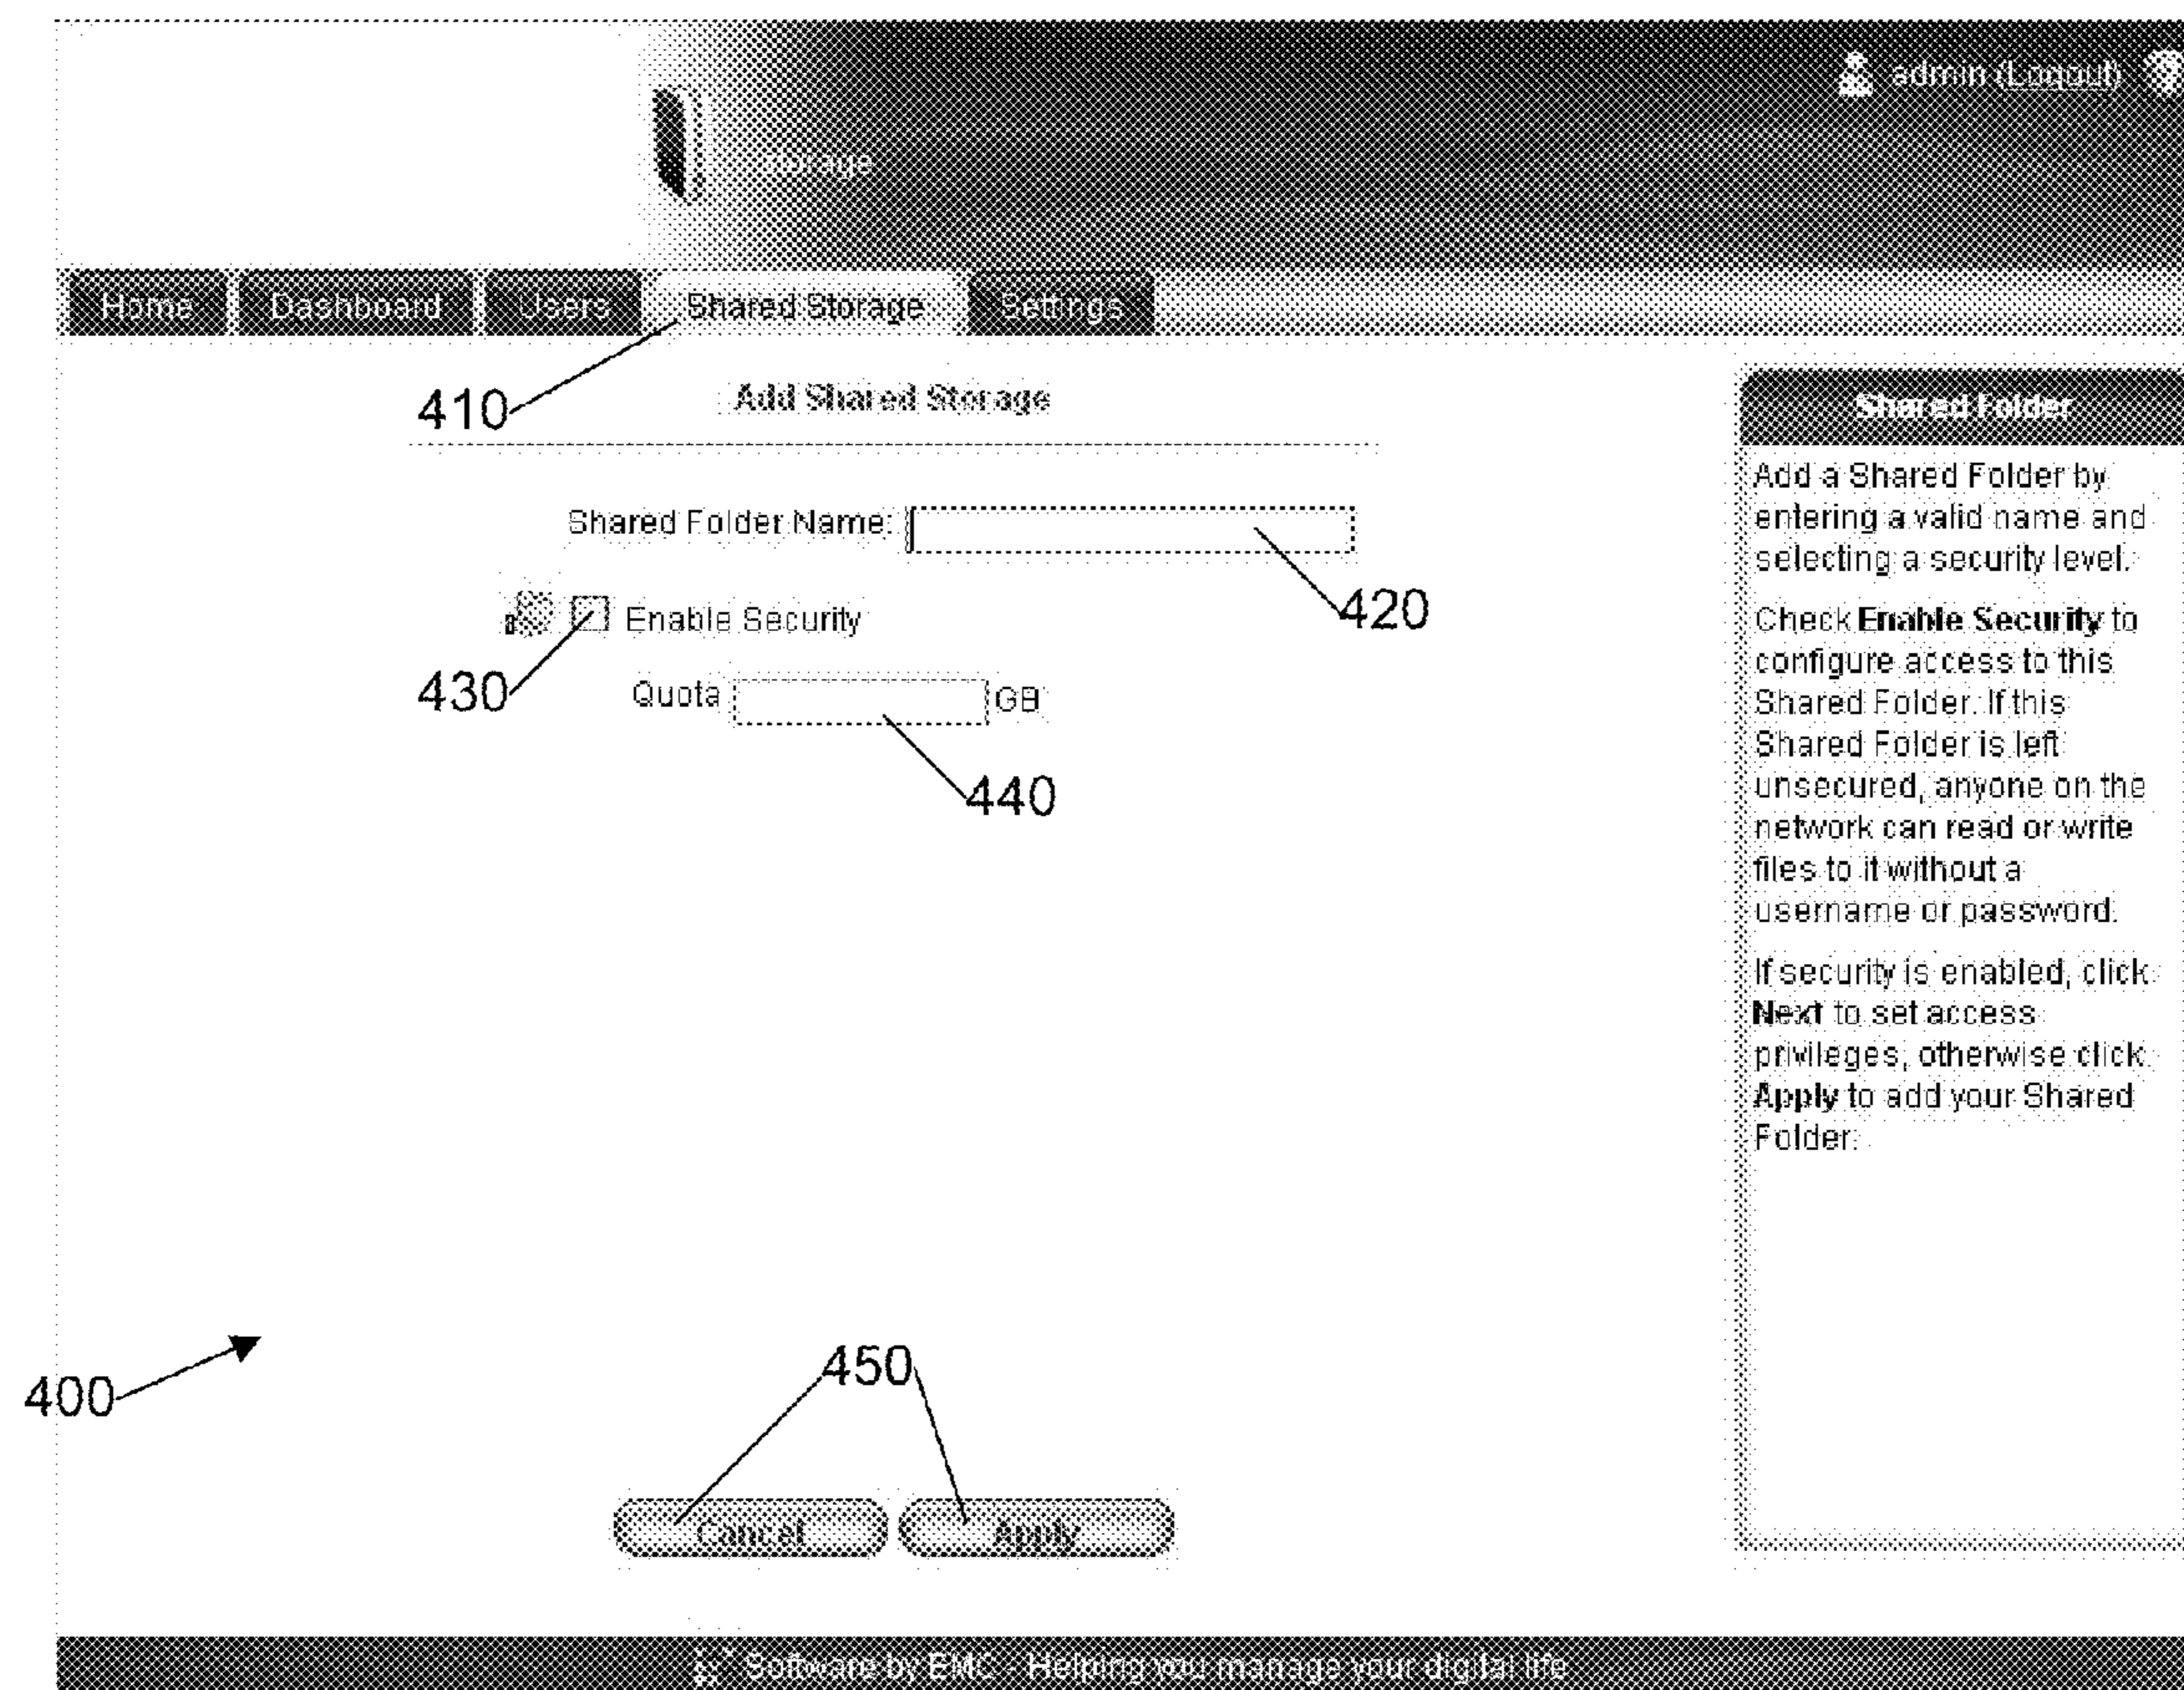 admin (Logout)
storage
Home Dashboard Users Shared Storage Settings
410
Add Shared Storage
Shared Folder Name:
420
430
Enable Security
Quota GB
440
Shared Folder
Add a Shared Folder by
entering a valid name and
selecting a security level.
Check Enable Security to
configure access to this
Shared Folder. If this
Shared Folder is left
unsecured, anyone on the
network can read or write
files to it without a
username or password.
If security is enabled, click
Next to set access
privileges, otherwise click
Apply to add your Shared
Folder.
400
450
Cancel Apply
Software by EMC - Helping you manage your digital life